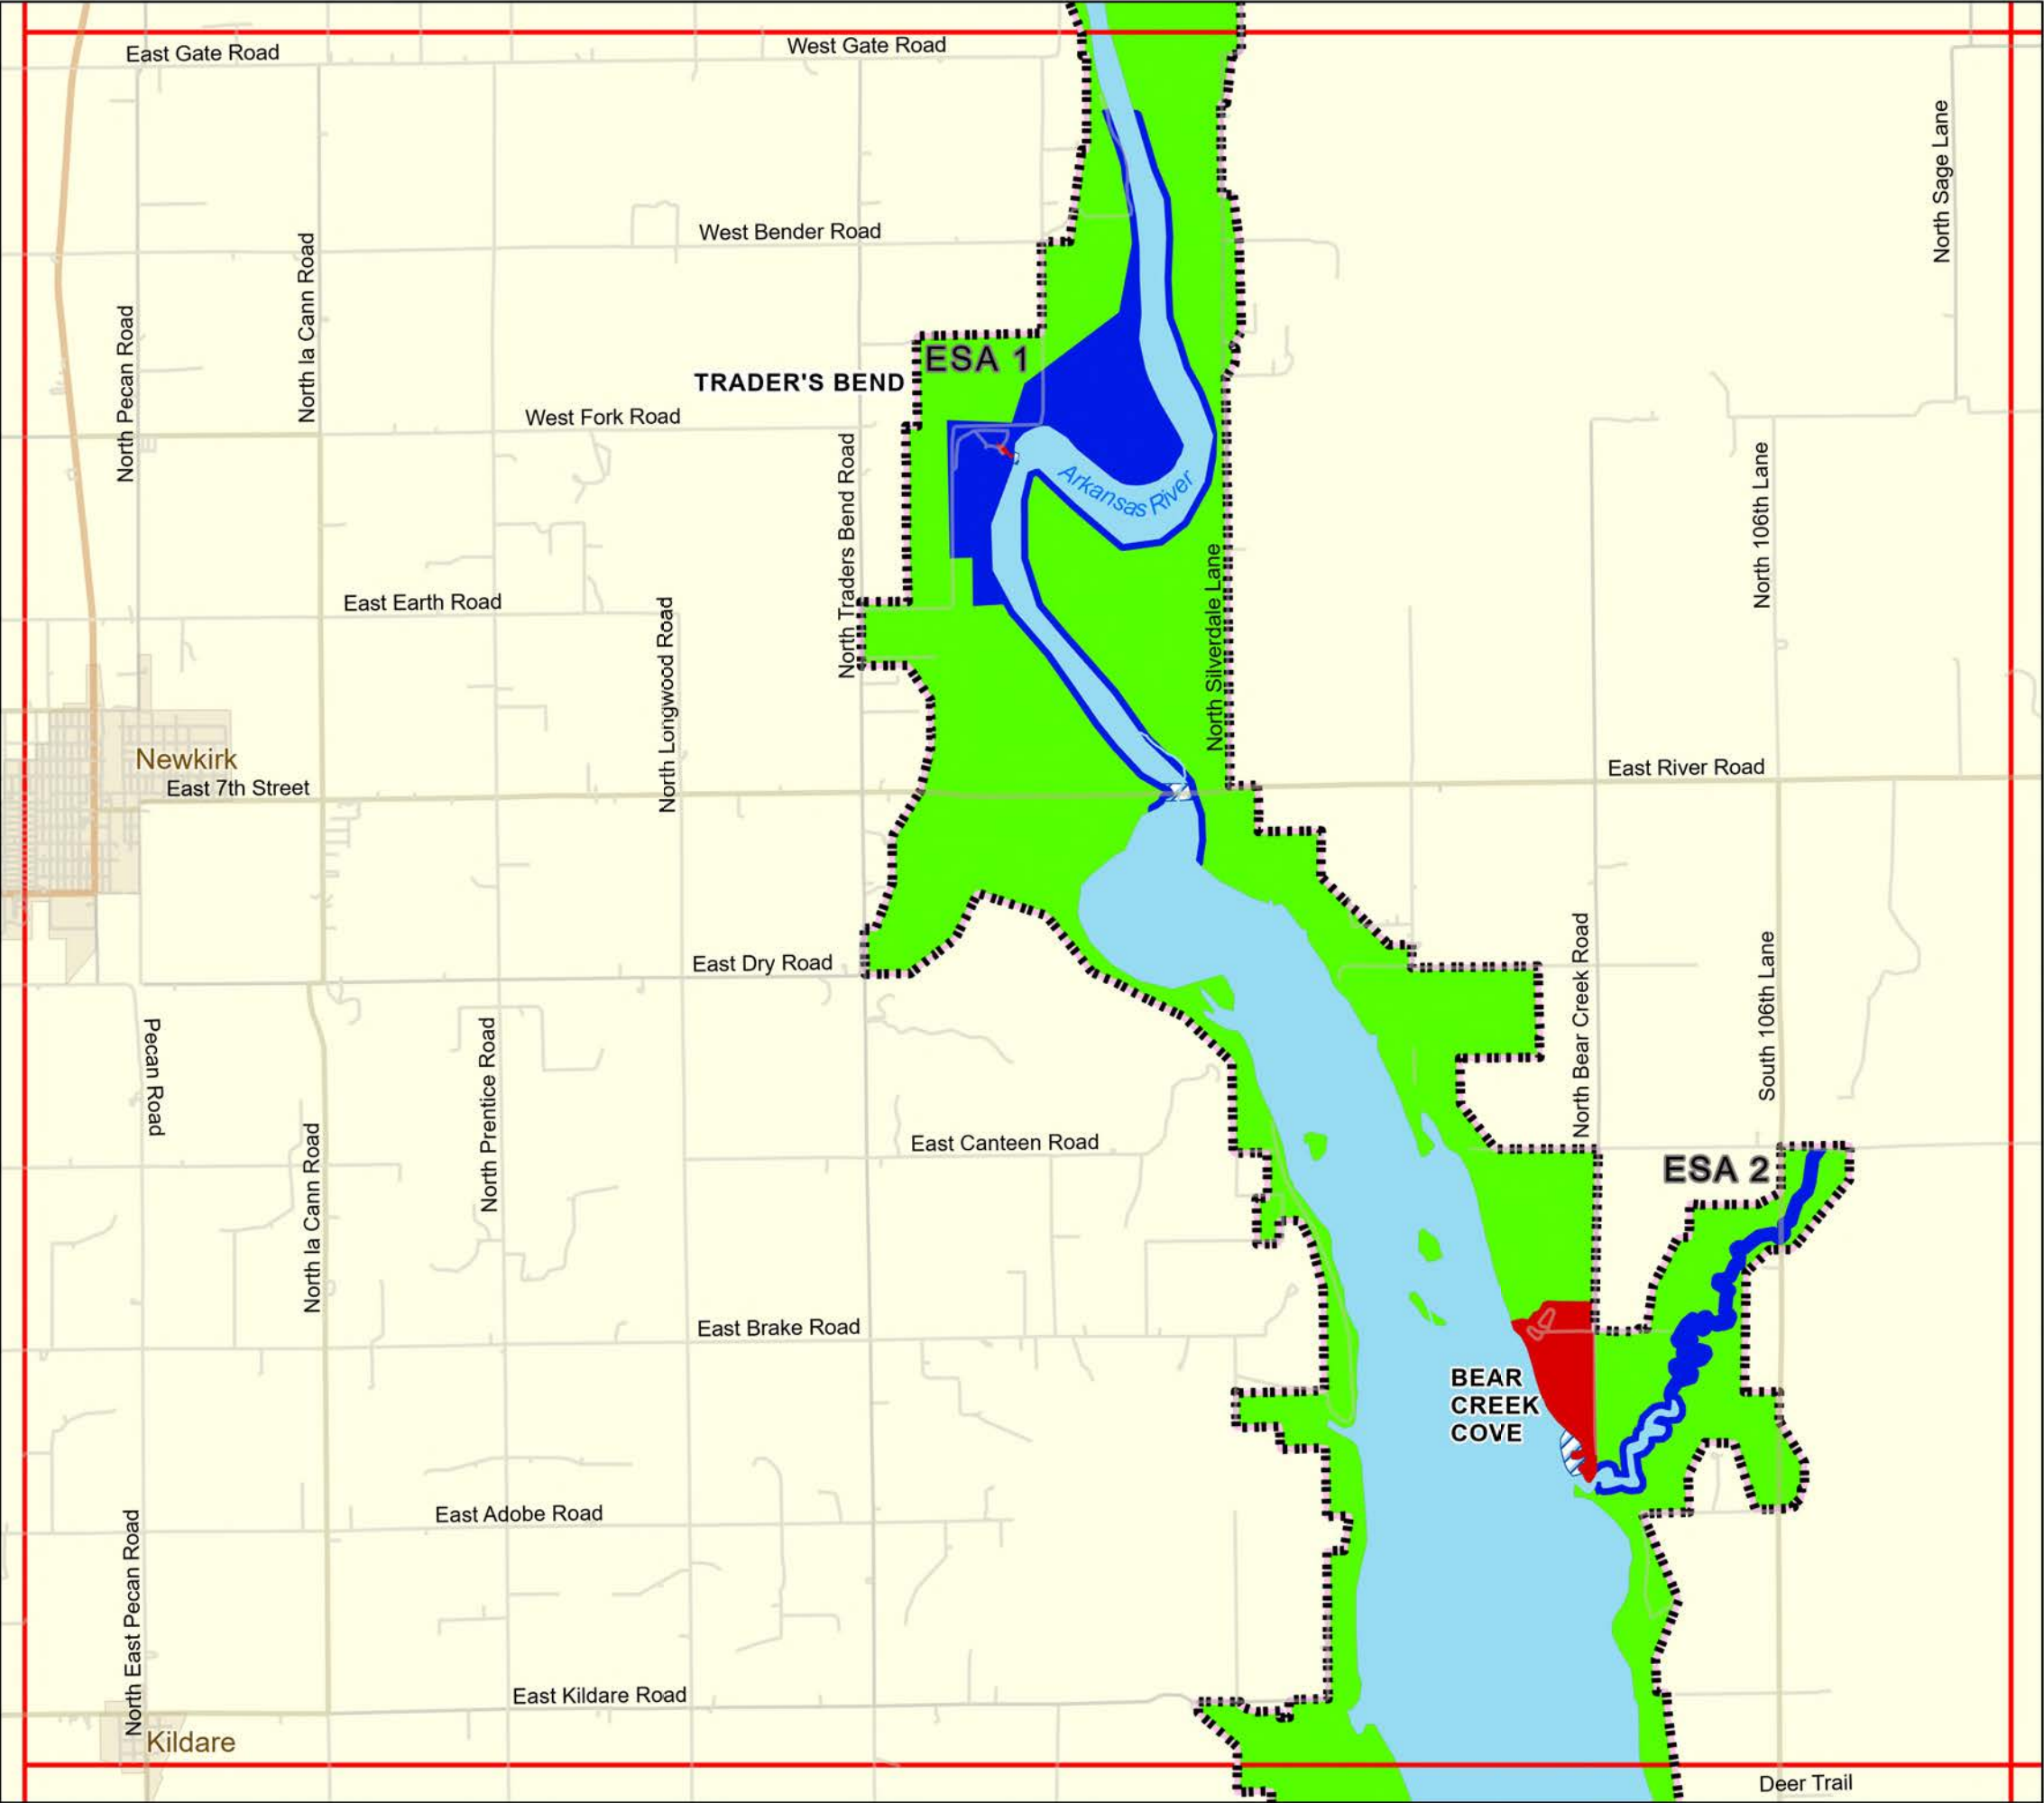 East Gate Road
West Gate Road
North Sage Lane
West Bender Road
North la Cann Road
North Pecan Road
ESA 1
TRADER'S BEND
West Fork Road
North Traders Bend Road
Arkansas River
North 106th Lane
North Silverdale Lane
East Earth Road
North Longwood Road
Newkirk
East 7th Street
East River Road
East Dry Road
North Bear Creek Road
South 106th Lane
Pecan Road
North Prentice Road
North la Cann Road
East Canteen Road
ESA 2
East Brake Road
BEAR
CREEK
COVE
East Adobe Road
North East Pecan Road
East Kildare Road
Kildare
Deer Trail